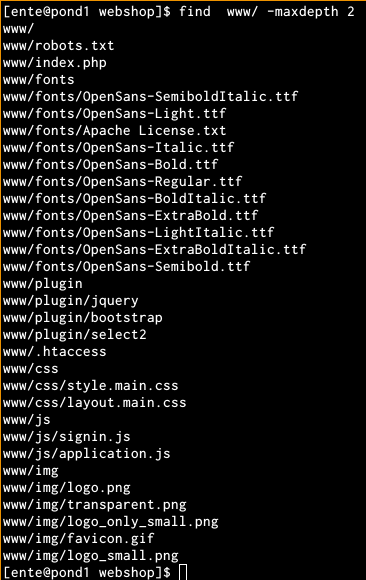 [ente@pond1 webshop]$ find  www/ -maxdepth 2
www/
www/robots.txt
www/index.php
www/fonts
www/fonts/OpenSans-SemiboldItalic.ttf
www/fonts/OpenSans-Light.ttf
www/fonts/Apache License.txt
www/fonts/OpenSans-Italic.ttf
www/fonts/OpenSans-Bold.ttf
www/fonts/OpenSans-Regular.ttf
www/fonts/OpenSans-BoldItalic.ttf
www/fonts/OpenSans-ExtraBold.ttf
www/fonts/OpenSans-LightItalic.ttf
www/fonts/OpenSans-ExtraBoldItalic.ttf
www/fonts/OpenSans-Semibold.ttf
www/plugin
www/plugin/jquery
www/plugin/bootstrap
www/plugin/select2
www/.htaccess
www/css
www/css/style.main.css
www/css/layout.main.css
www/js
www/js/signin.js
www/js/application.js
www/img
www/img/logo.png
www/img/transparent.png
www/img/logo_only_small.png
www/img/favicon.gif
www/img/logo_small.png
[ente@pond1 webshop]$